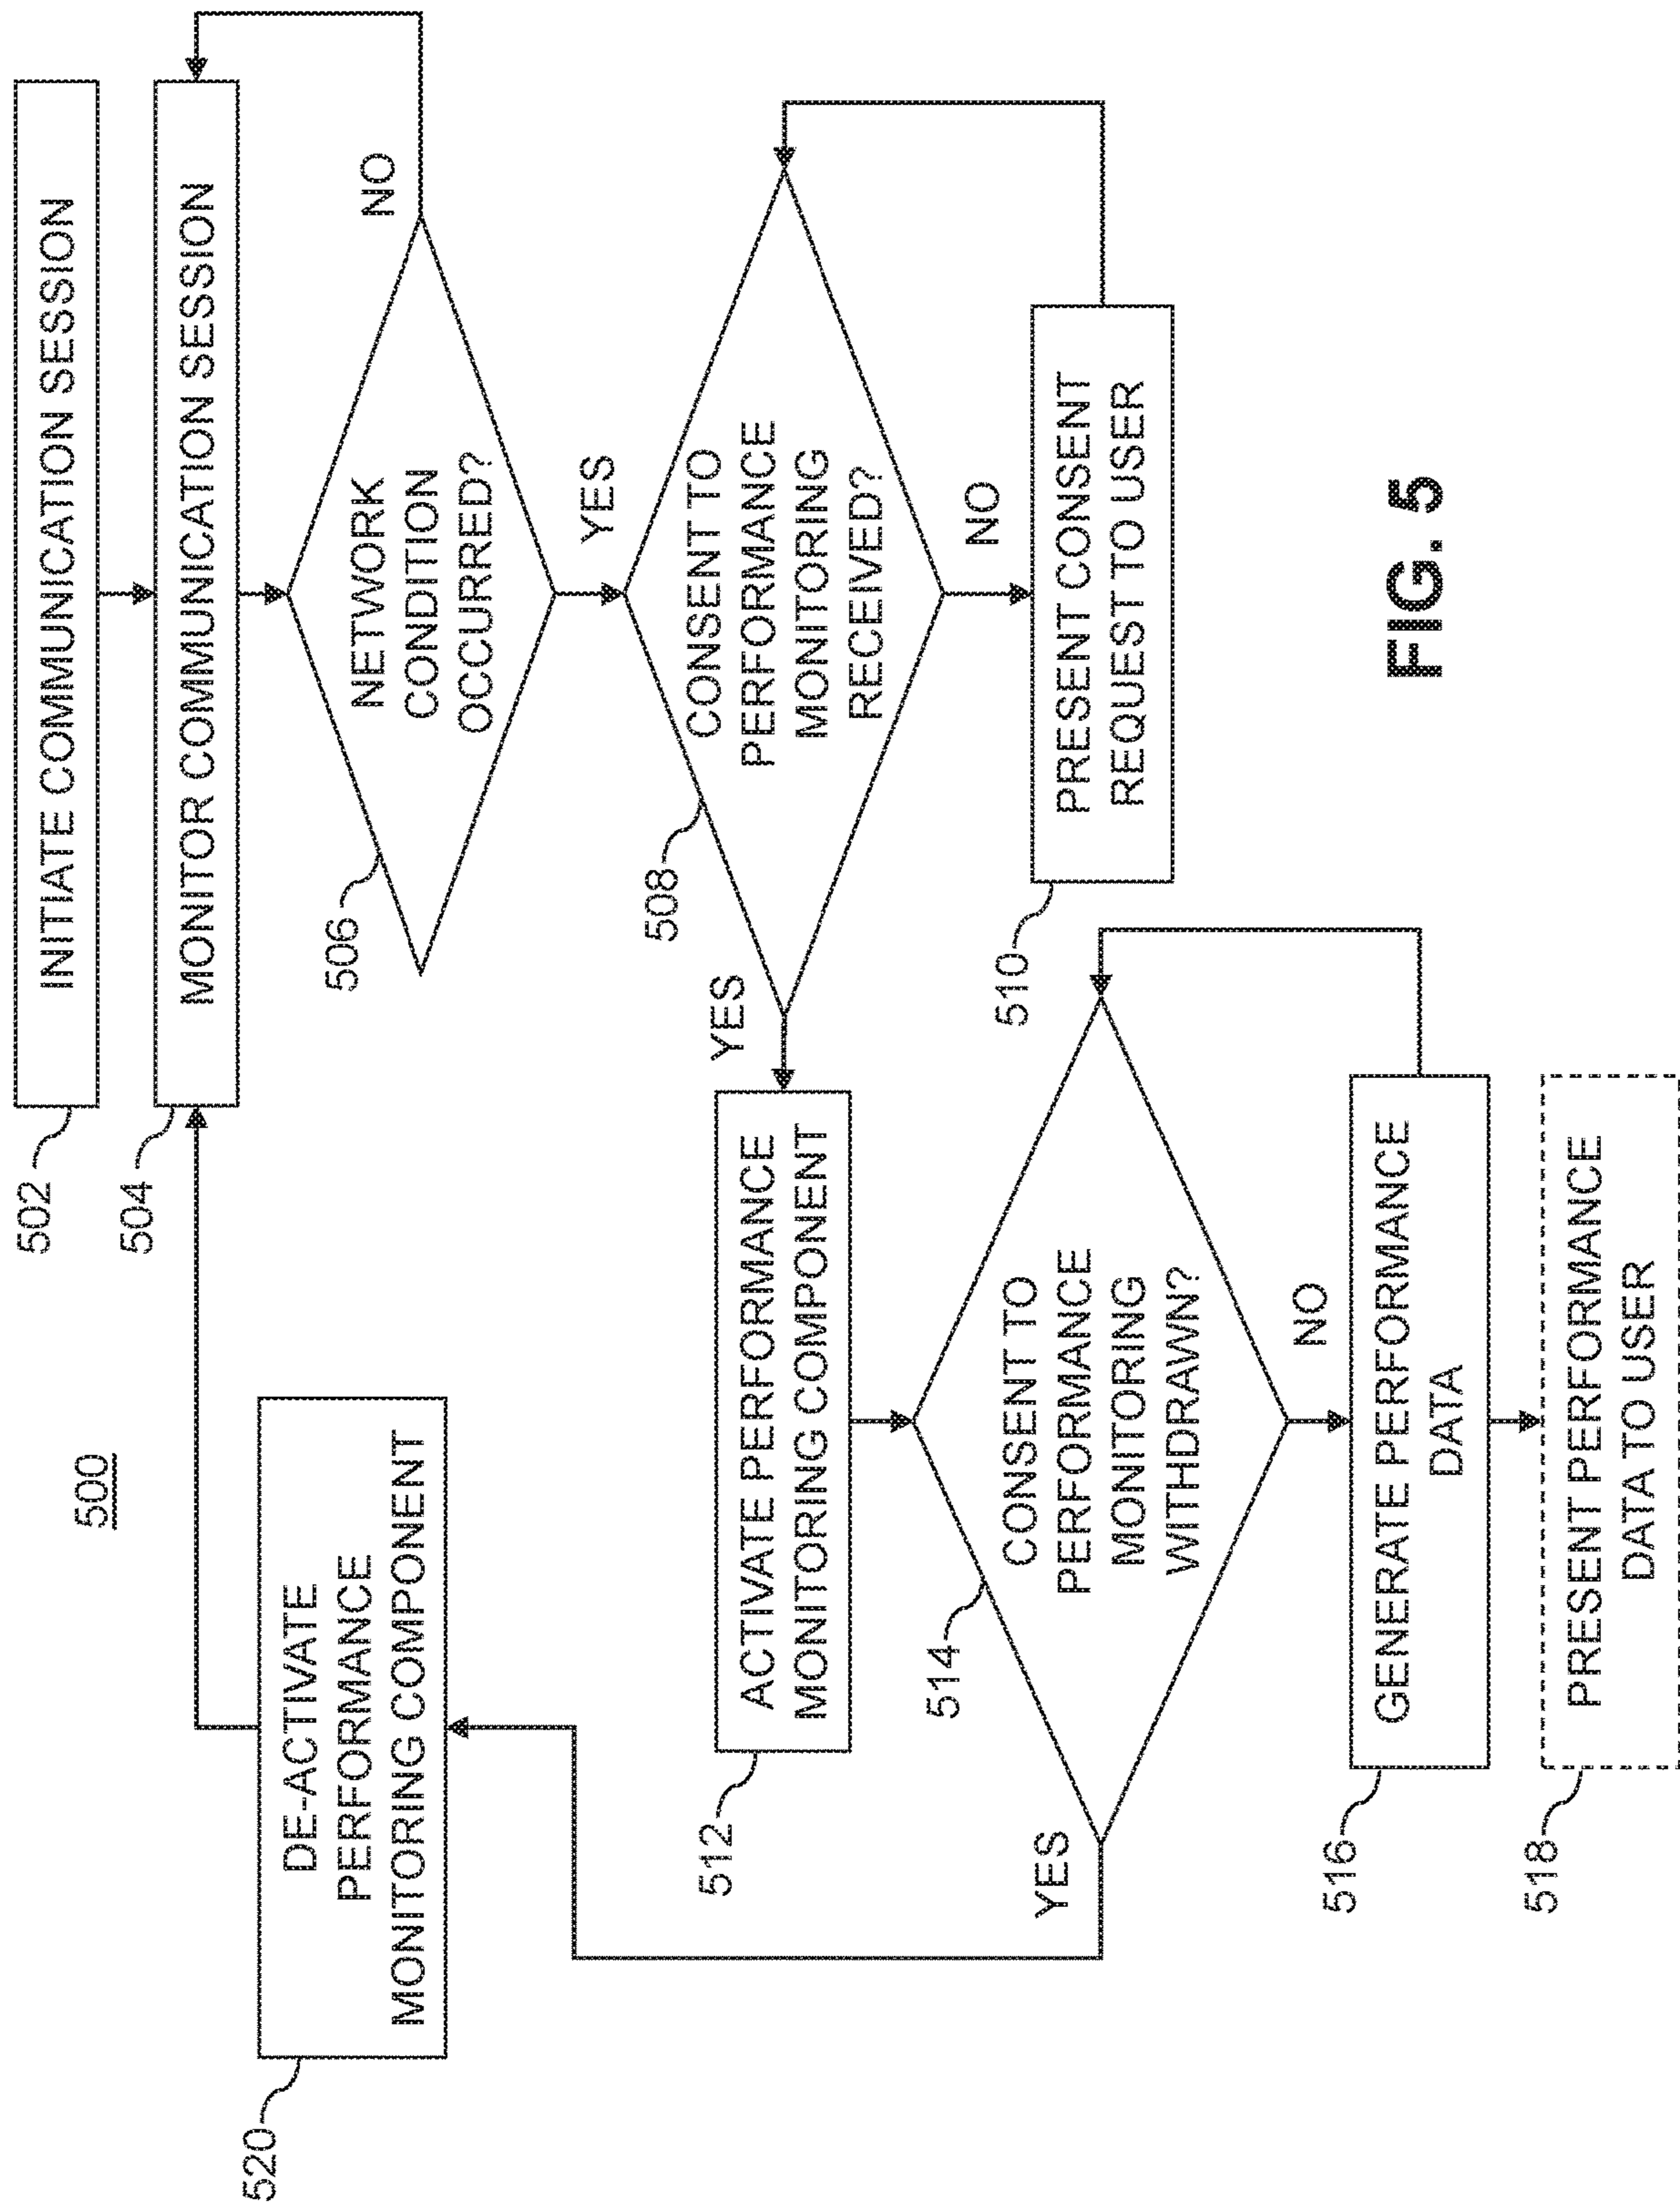 500
502
INITIATE COMMUNICATION SESSION
504
MONITOR COMMUNICATION SESSION
506
NETWORK
CONDITION
OCCURRED?
NO
YES
508
CONSENT TO
PERFORMANCE
MONITORING
RECEIVED?
YES
NO
510
PRESENT CONSENT
REQUEST TO USER
512
ACTIVATE PERFORMANCE
MONITORING COMPONENT
514
CONSENT TO
PERFORMANCE
MONITORING
WITHDRAWN?
YES
NO
516
GENERATE PERFORMANCE
DATA
518
PRESENT PERFORMANCE
DATA TO USER
520
DE-ACTIVATE
PERFORMANCE
MONITORING COMPONENT
FIG. 5